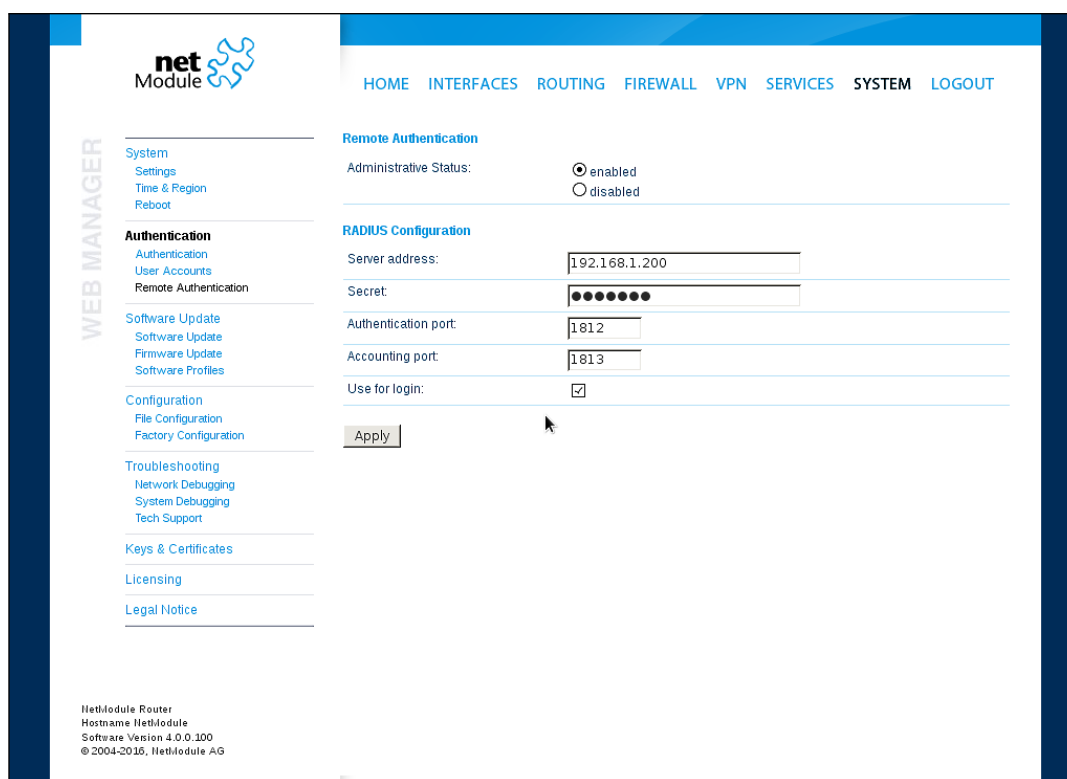 net
Module
HOME INTERFACES ROUTING FIREWALL VPN SERVICES SYSTEM LOGOUT
WEB MANAGER
System
Settings
Time & Region
Reboot
Authentication
Authentication
User Accounts
Remote Authentication
Software Update
Software Update
Firmware Update
Software Profiles
Configuration
File Configuration
Factory Configuration
Troubleshooting
Network Debugging
System Debugging
Tech Support
Keys & Certificates
Licensing
Legal Notice
Remote Authentication
Administrative Status:
enabled
disabled
RADIUS Configuration
Server address: 192.168.1.200
Secret: ●●●●●●●
Authentication port: 1812
Accounting port: 1813
Use for login:
Apply
NetModule Router
Hostname NetModule
Software Version 4.0.0.100
© 2004-2016, NetModule AG